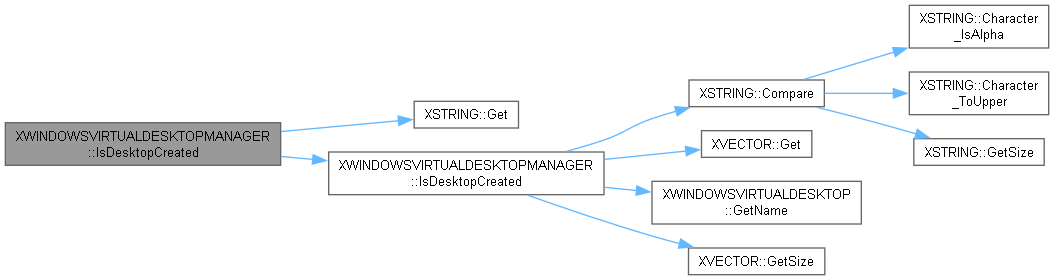 XWINDOWSVIRTUALDESKTOPMANAGER
::IsDesktopCreated
XSTRING::Get
XWINDOWSVIRTUALDESKTOPMANAGER
::IsDesktopCreated
XSTRING::Compare
XSTRING::Character
_IsAlpha
XSTRING::Character
_ToUpper
XSTRING::GetSize
XVECTOR::Get
XWINDOWSVIRTUALDESKTOP
::GetName
XVECTOR::GetSize